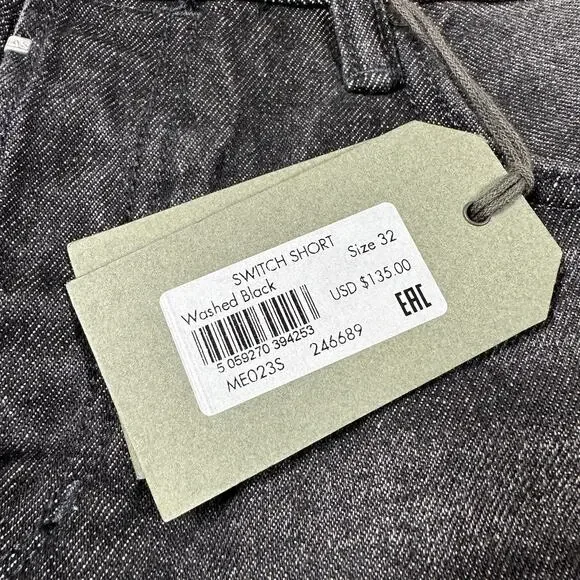 SWITCH SHORT
Washed Black
Size 32
USD $135.00
5 059270 394253
ME023S 246689
EAC